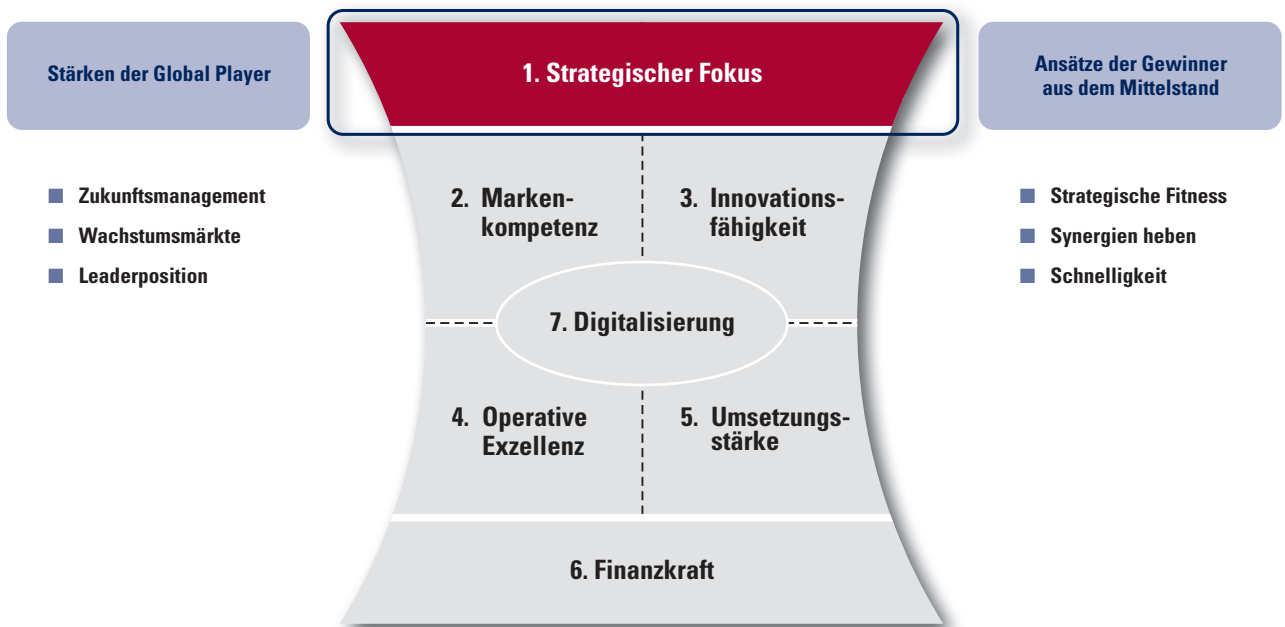 Stärken der Global Player
Zukunftsmanagement
Wachstumsmärkte
Leaderposition
1. Strategischer Fokus
2. Marken-
kompetenz
3. Innovations-
fähigkeit
7. Digitalisierung
4. Operative
Exzellenz
5. Umsetzungs-
stärke
6. Finanzkraft
Ansätze der Gewinner
aus dem Mittelstand
Strategische Fitness
Synergien heben
Schnelligkeit